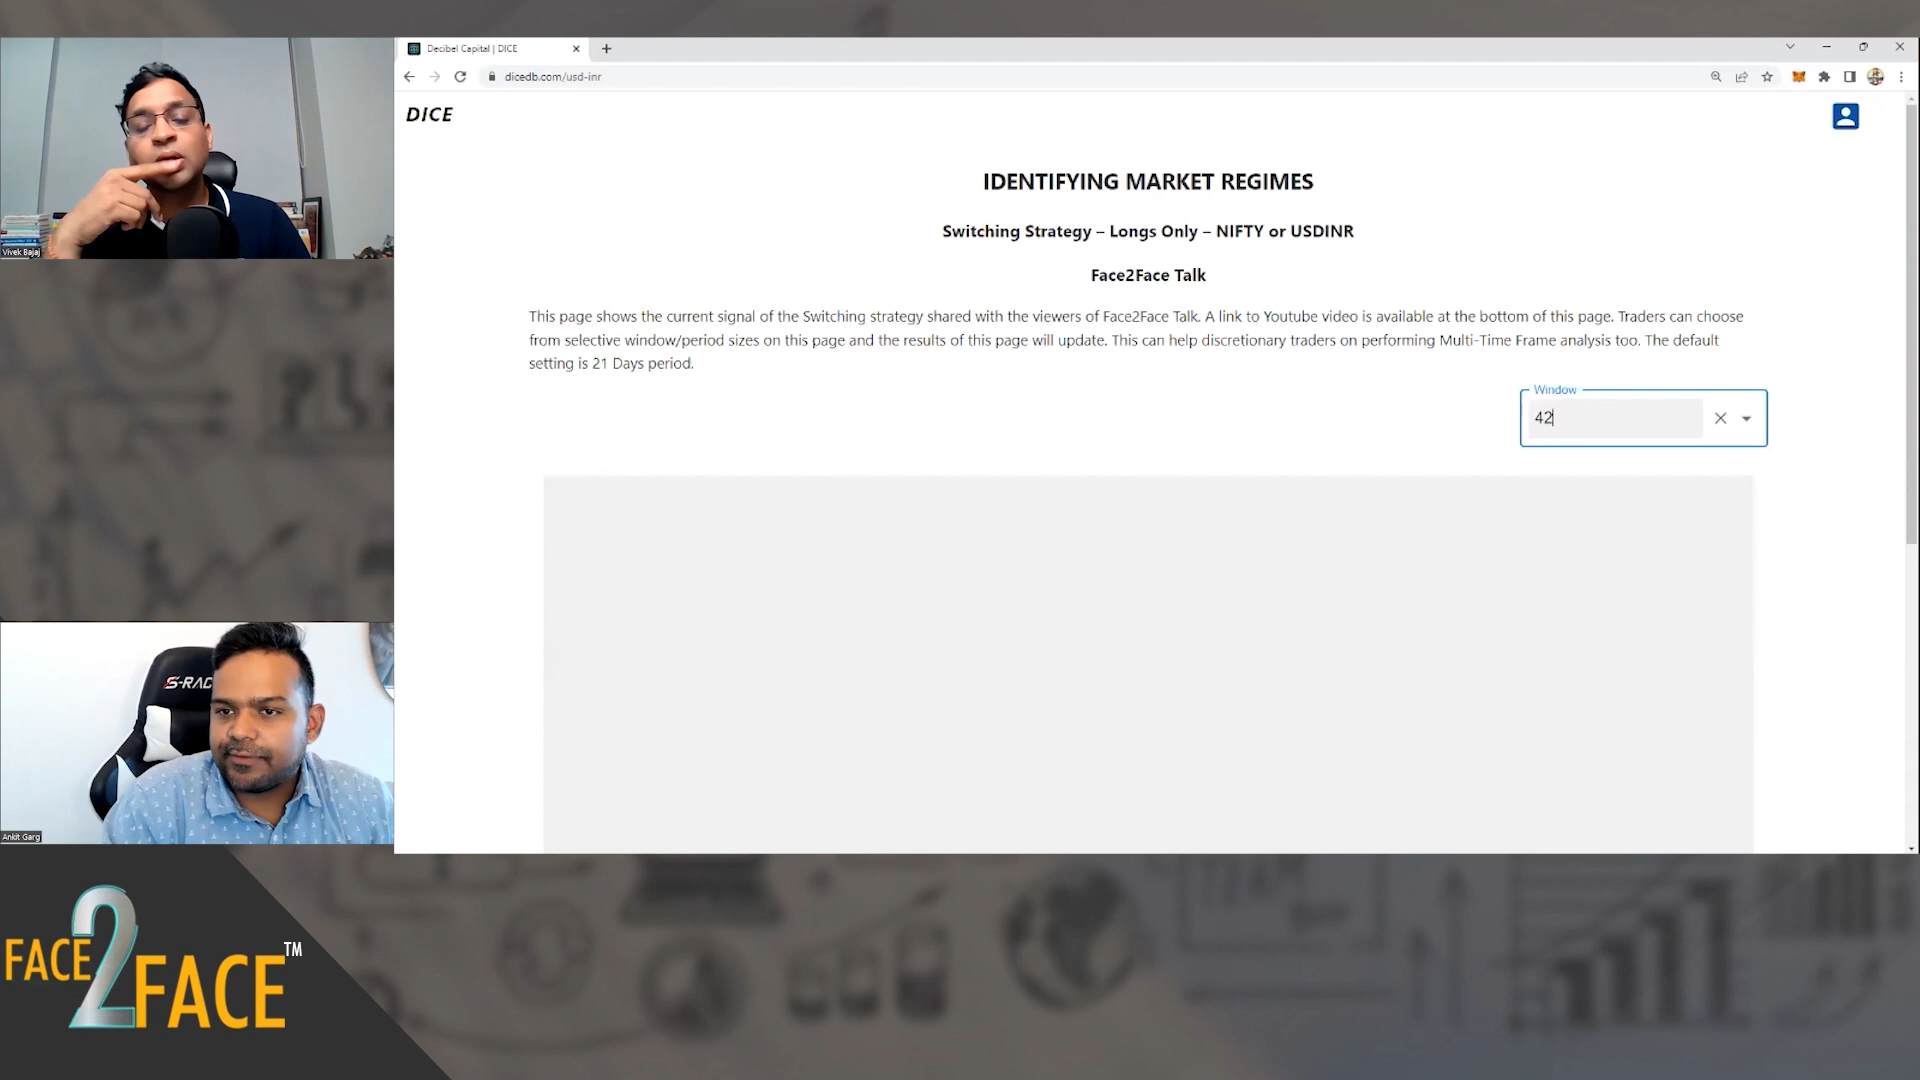 Decibel Capital | DICE
dicedb.com/usd-inr
DICE
IDENTIFYING MARKET REGIMES
Switching Strategy – Longs Only – NIFTY or USDINR
Face2Face Talk
This page shows the current signal of the Switching strategy shared with the viewers of Face2Face Talk. A link to Youtube video is available at the bottom of this page. Traders can choose
from selective window/period sizes on this page and the results of this page will update. This can help discretionary traders on performing Multi-Time Frame analysis too. The default
setting is 21 Days period.
Window
42
Vivek Bajaj
S-RAC
Ankit Garg
FACE2FACE™